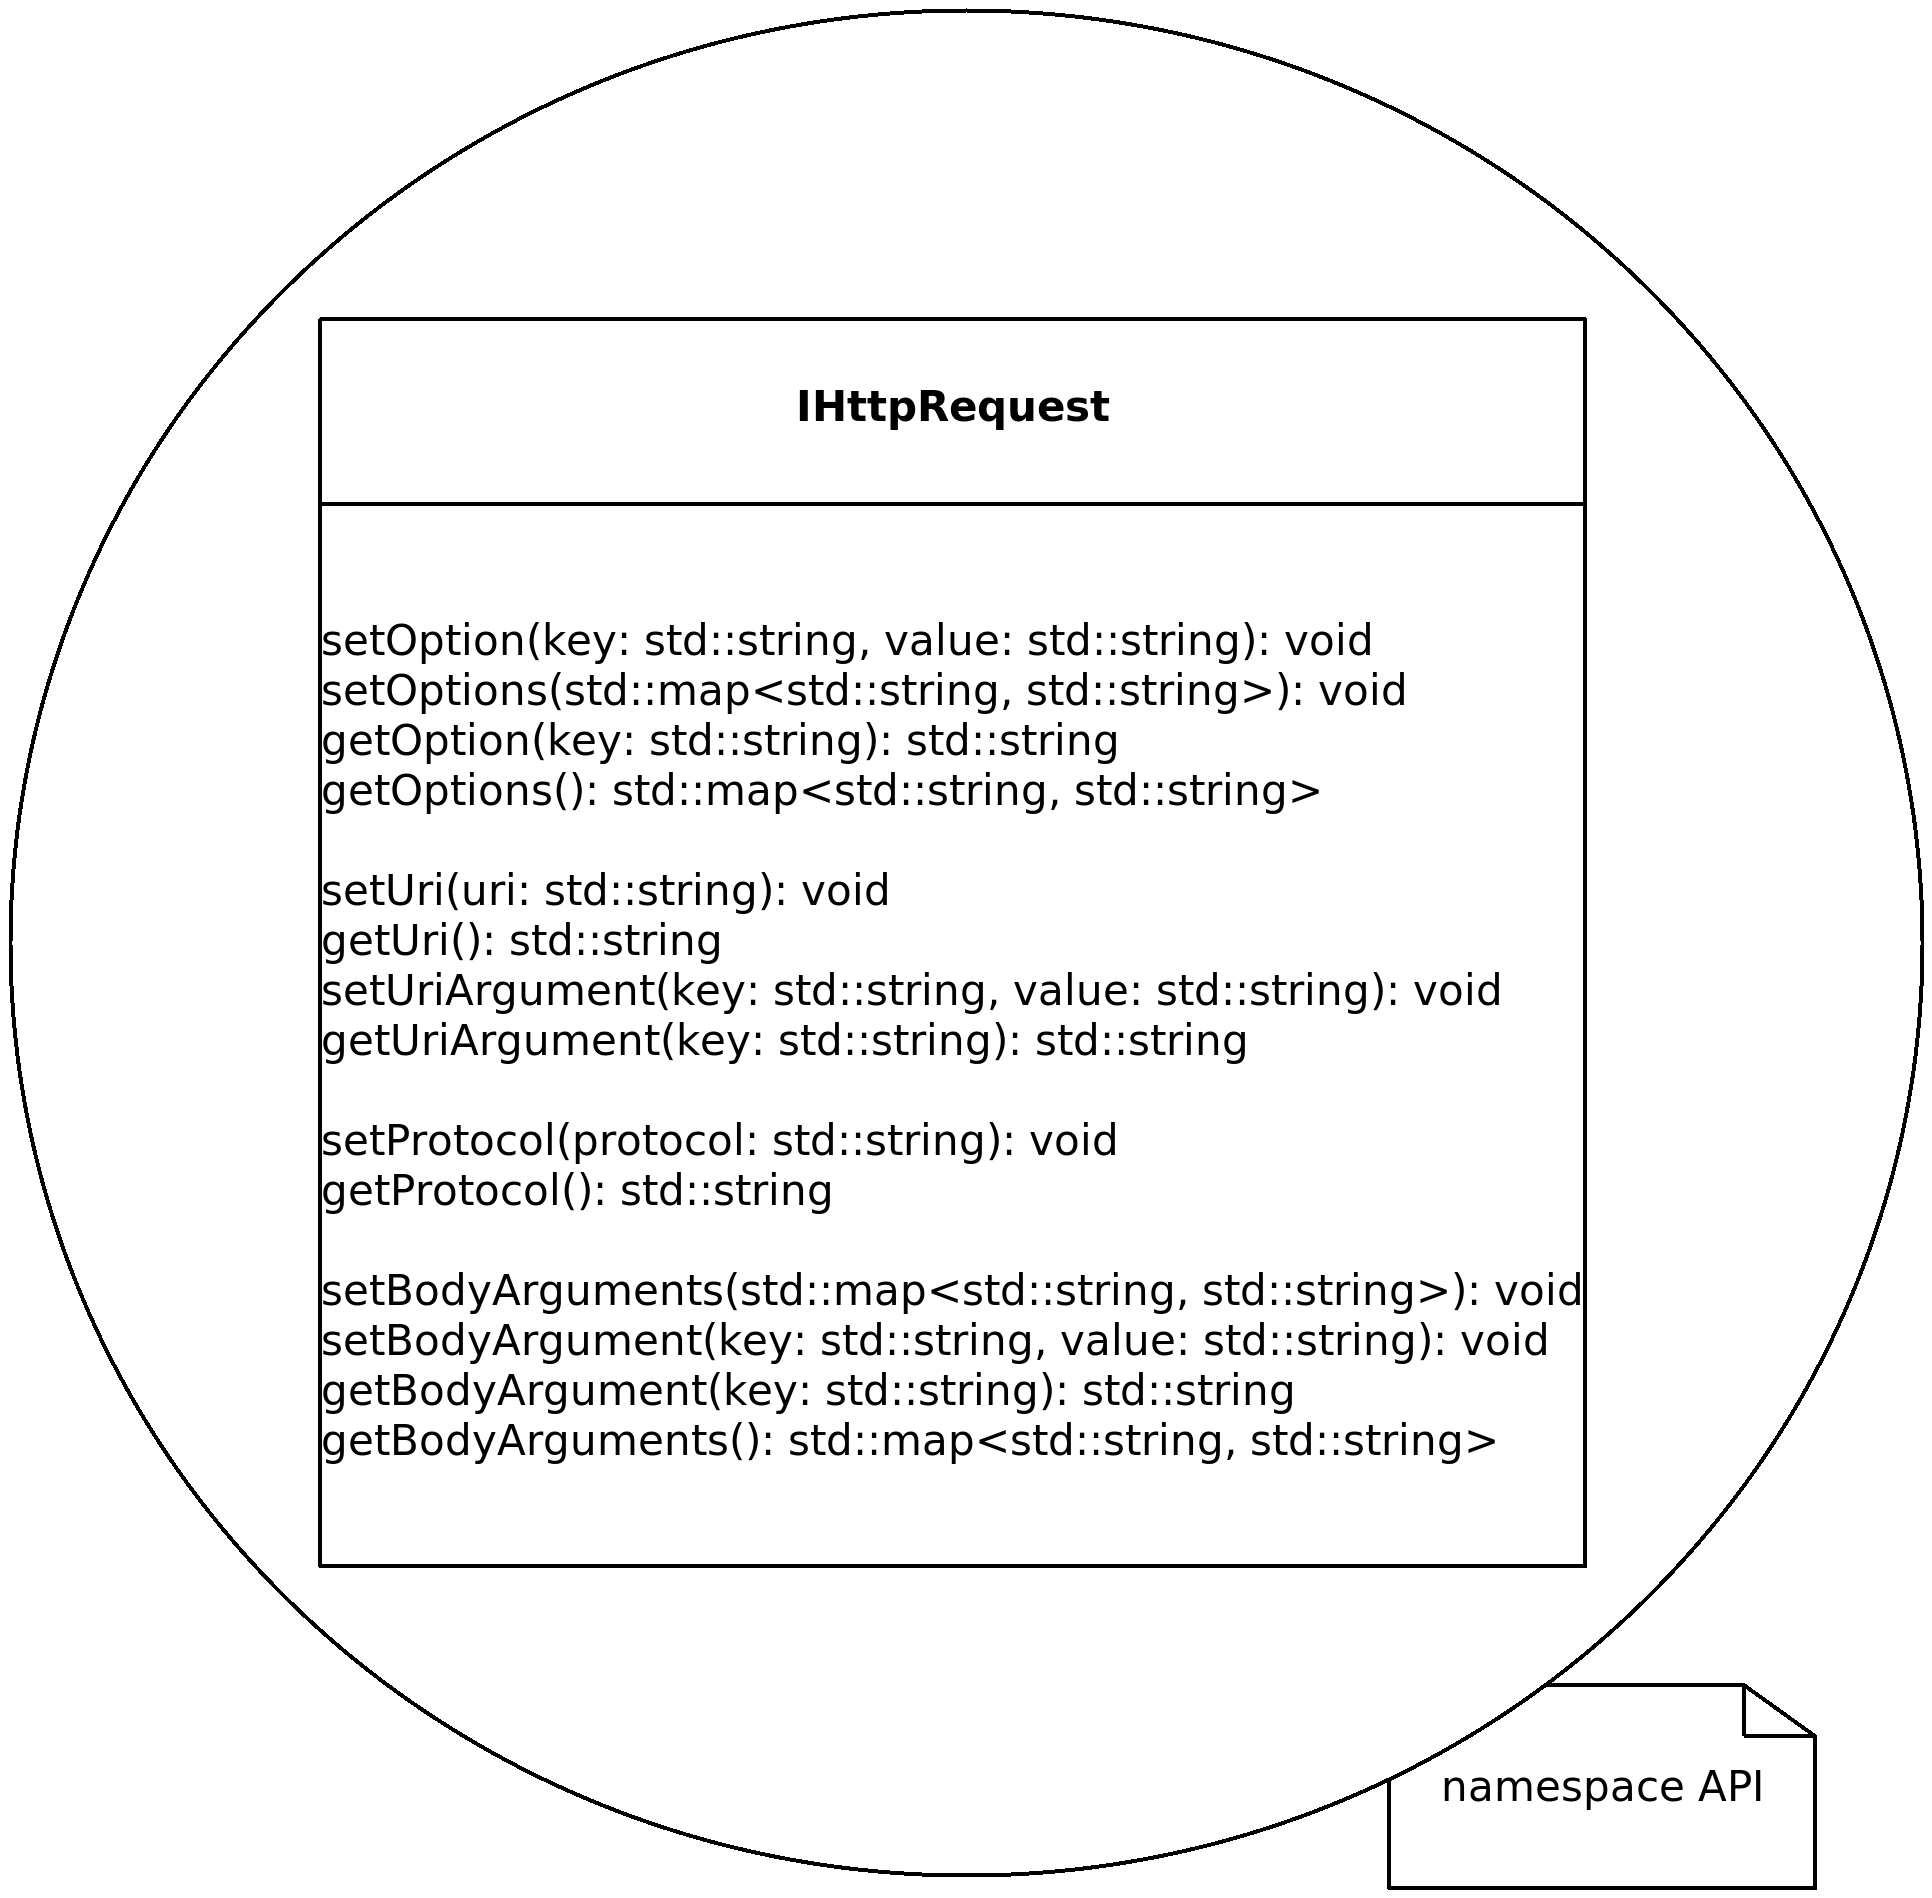 IHttpRequest
setOption(key: std::string, value: std::string): void
setOptions(std::map<std::string, std::string>): void
getOption(key: std::string): std::string
getOptions(): std::map<std::string, std::string>
setUri(uri: std::string): void
getUri(): std::string
setUriArgument(key: std::string, value: std::string): void
getUriArgument(key: std::string): std::string
setProtocol(protocol: std::string): void
getProtocol(): std::string
setBodyArguments(std::map<std::string, std::string>): void
setBodyArgument(key: std::string, value: std::string): void
getBodyArgument(key: std::string): std::string
getBodyArguments(): std::map<std::string, std::string>
namespace API